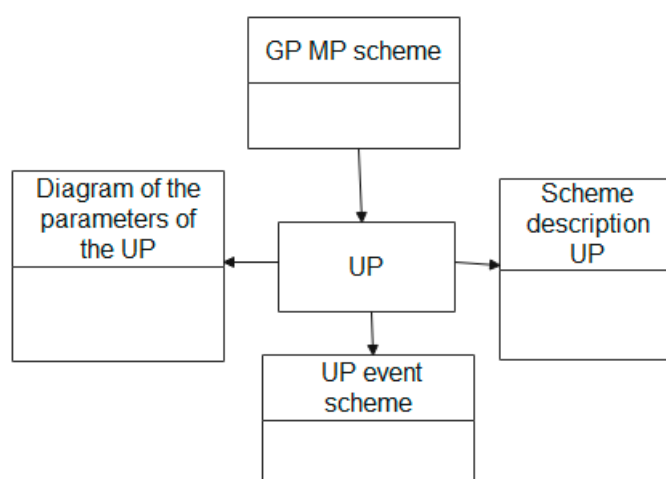 GP MP scheme
Diagram of the
parameters of
the UP
UP
Scheme
description
UP
UP event
scheme